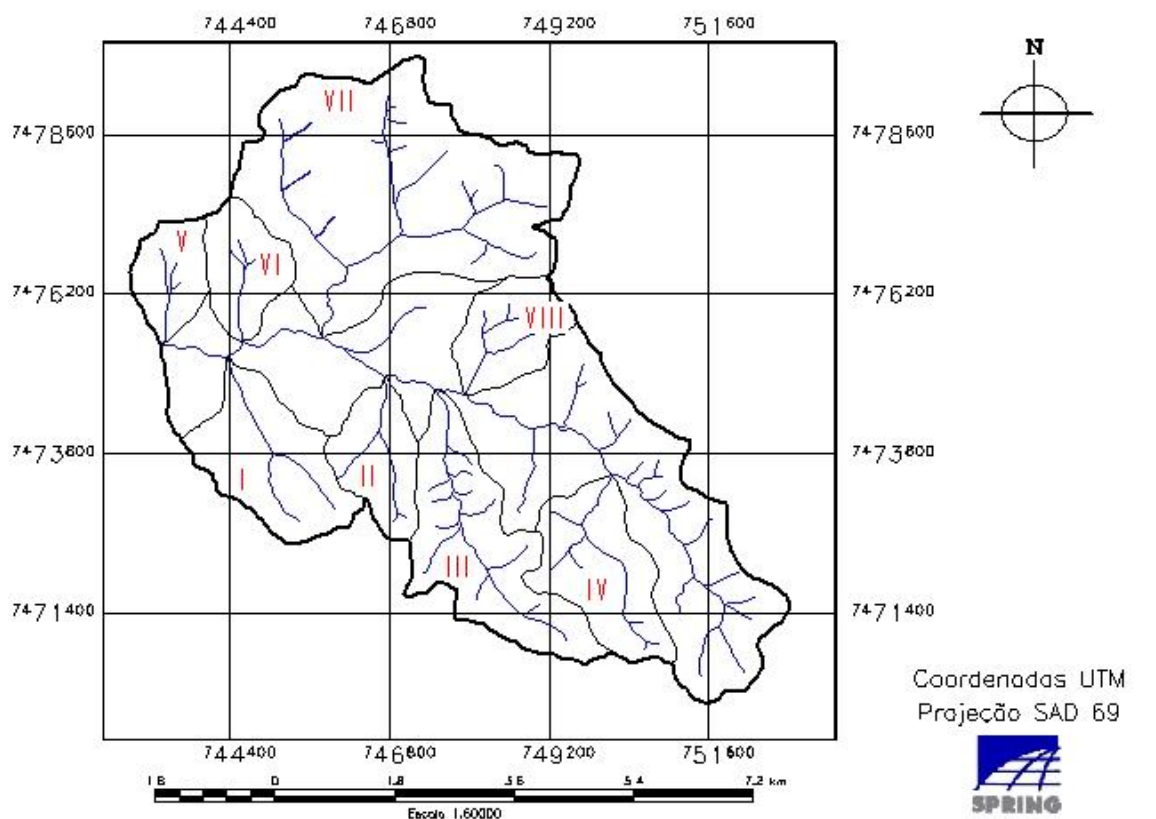 744400 746800 749200 751600
N
VII
7478600 7478600
V
VI
7476200 7476200
VIII
7473800 7473800
I
II
III
IV
7471400 7471400
Coordenadas UTM
Projeção SAD 69
744400 746800 749200 751600
1.8 0 1.8 3.6 5.4 7.2 km
Escala 1:60000
SPRING